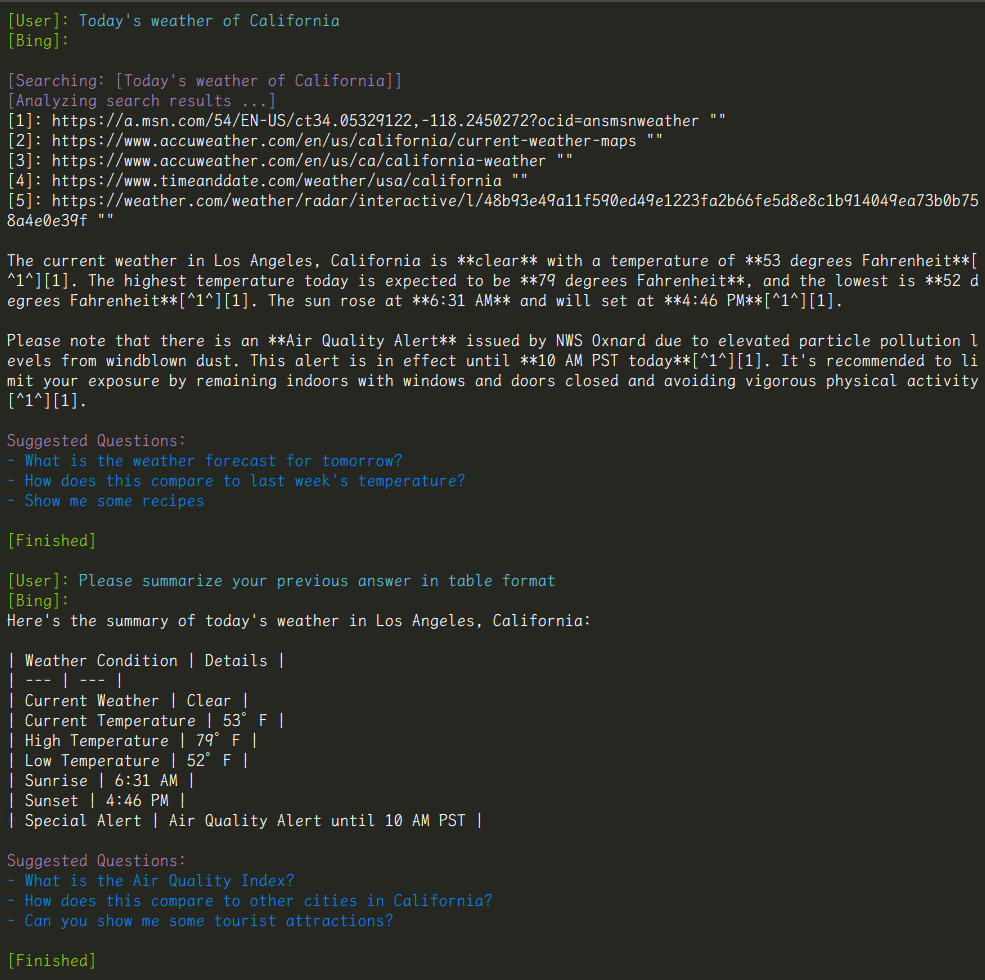 [User]: Today's weather of California
[Bing]:
[Searching: [Today's weather of California]]
[Analyzing search results ...]
[1]: https://a.msn.com/54/EN-US/ct34.05329122,-118.2450272?ocid=ansmsnweather ""
[2]: https://www.accuweather.com/en/us/california/current-weather-maps ""
[3]: https://www.accuweather.com/en/us/ca/california-weather ""
[4]: https://www.timeanddate.com/weather/usa/california ""
[5]: https://weather.com/weather/radar/interactive/l/48b93e49a11f590ed49e1223fa2b66fe5d8e8c1b914049ea73b0b75
8a4e0e39f ""
The current weather in Los Angeles, California is **clear** with a temperature of **53 degrees Fahrenheit**[
^1^][1]. The highest temperature today is expected to be **79 degrees Fahrenheit**, and the lowest is **52 d
egrees Fahrenheit**[^1^][1]. The sun rose at **6:31 AM** and will set at **4:46 PM**[^1^][1].
Please note that there is an **Air Quality Alert** issued by NWS Oxnard due to elevated particle pollution l
evels from windblown dust. This alert is in effect until **10 AM PST today**[^1^][1]. It's recommended to li
mit your exposure by remaining indoors with windows and doors closed and avoiding vigorous physical activity
[^1^][1].
Suggested Questions:
- What is the weather forecast for tomorrow?
- How does this compare to last week's temperature?
- Show me some recipes
[Finished]
[User]: Please summarize your previous answer in table format
[Bing]:
Here's the summary of today's weather in Los Angeles, California:
| Weather Condition | Details |
| --- | --- |
| Current Weather | Clear |
| Current Temperature | 53° F |
| High Temperature | 79° F |
| Low Temperature | 52° F |
| Sunrise | 6:31 AM |
| Sunset | 4:46 PM |
| Special Alert | Air Quality Alert until 10 AM PST |
Suggested Questions:
- What is the Air Quality Index?
- How does this compare to other cities in California?
- Can you show me some tourist attractions?
[Finished]